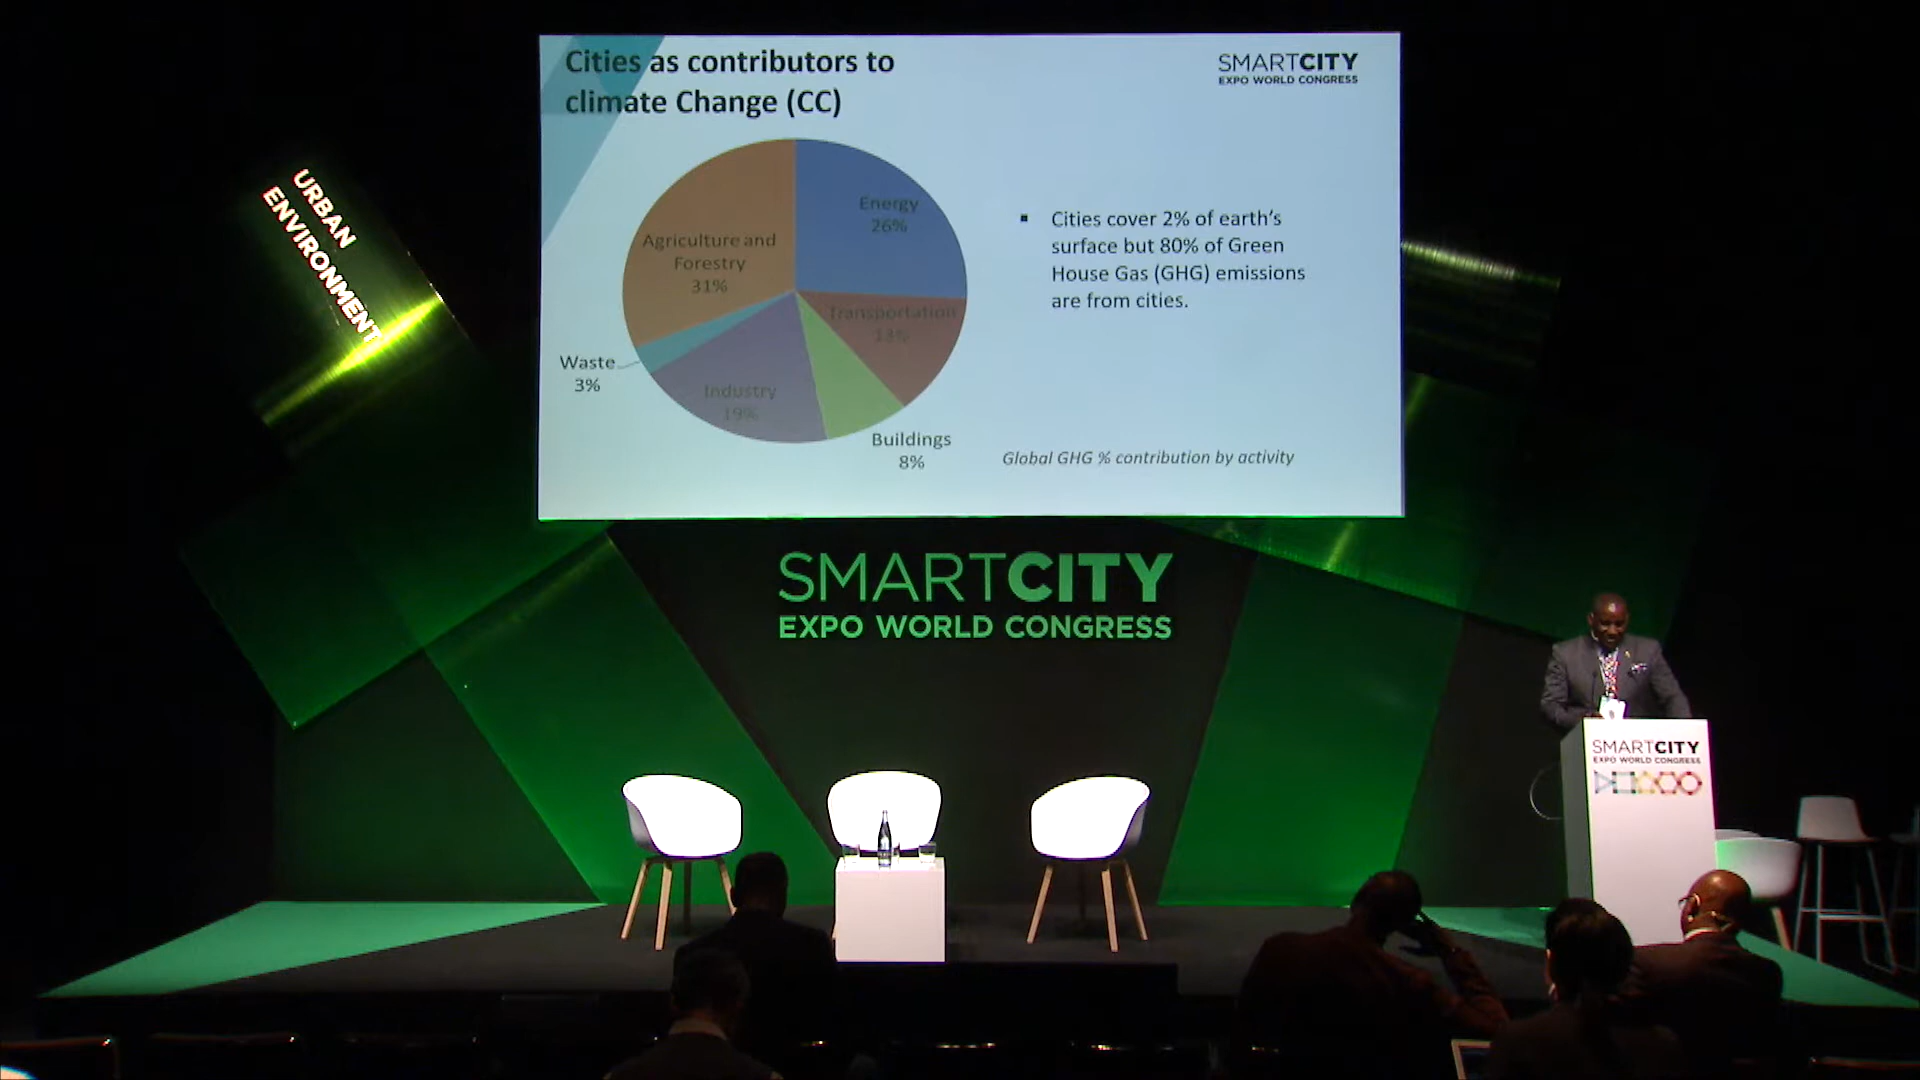 Cities as contributors to
climate Change (CC)
SMARTCITY
EXPO WORLD CONGRESS
Energy
26%
Agriculture and
Forestry
31%
Transportation
13%
Waste
3%
Industry
19%
Buildings
8%
▪ Cities cover 2% of earth's
surface but 80% of Green
House Gas (GHG) emissions
are from cities.
Global GHG % contribution by activity
URBAN
ENVIRONMENT
SMARTCITY
EXPO WORLD CONGRESS
SMARTCITY
EXPO WORLD CONGRESS